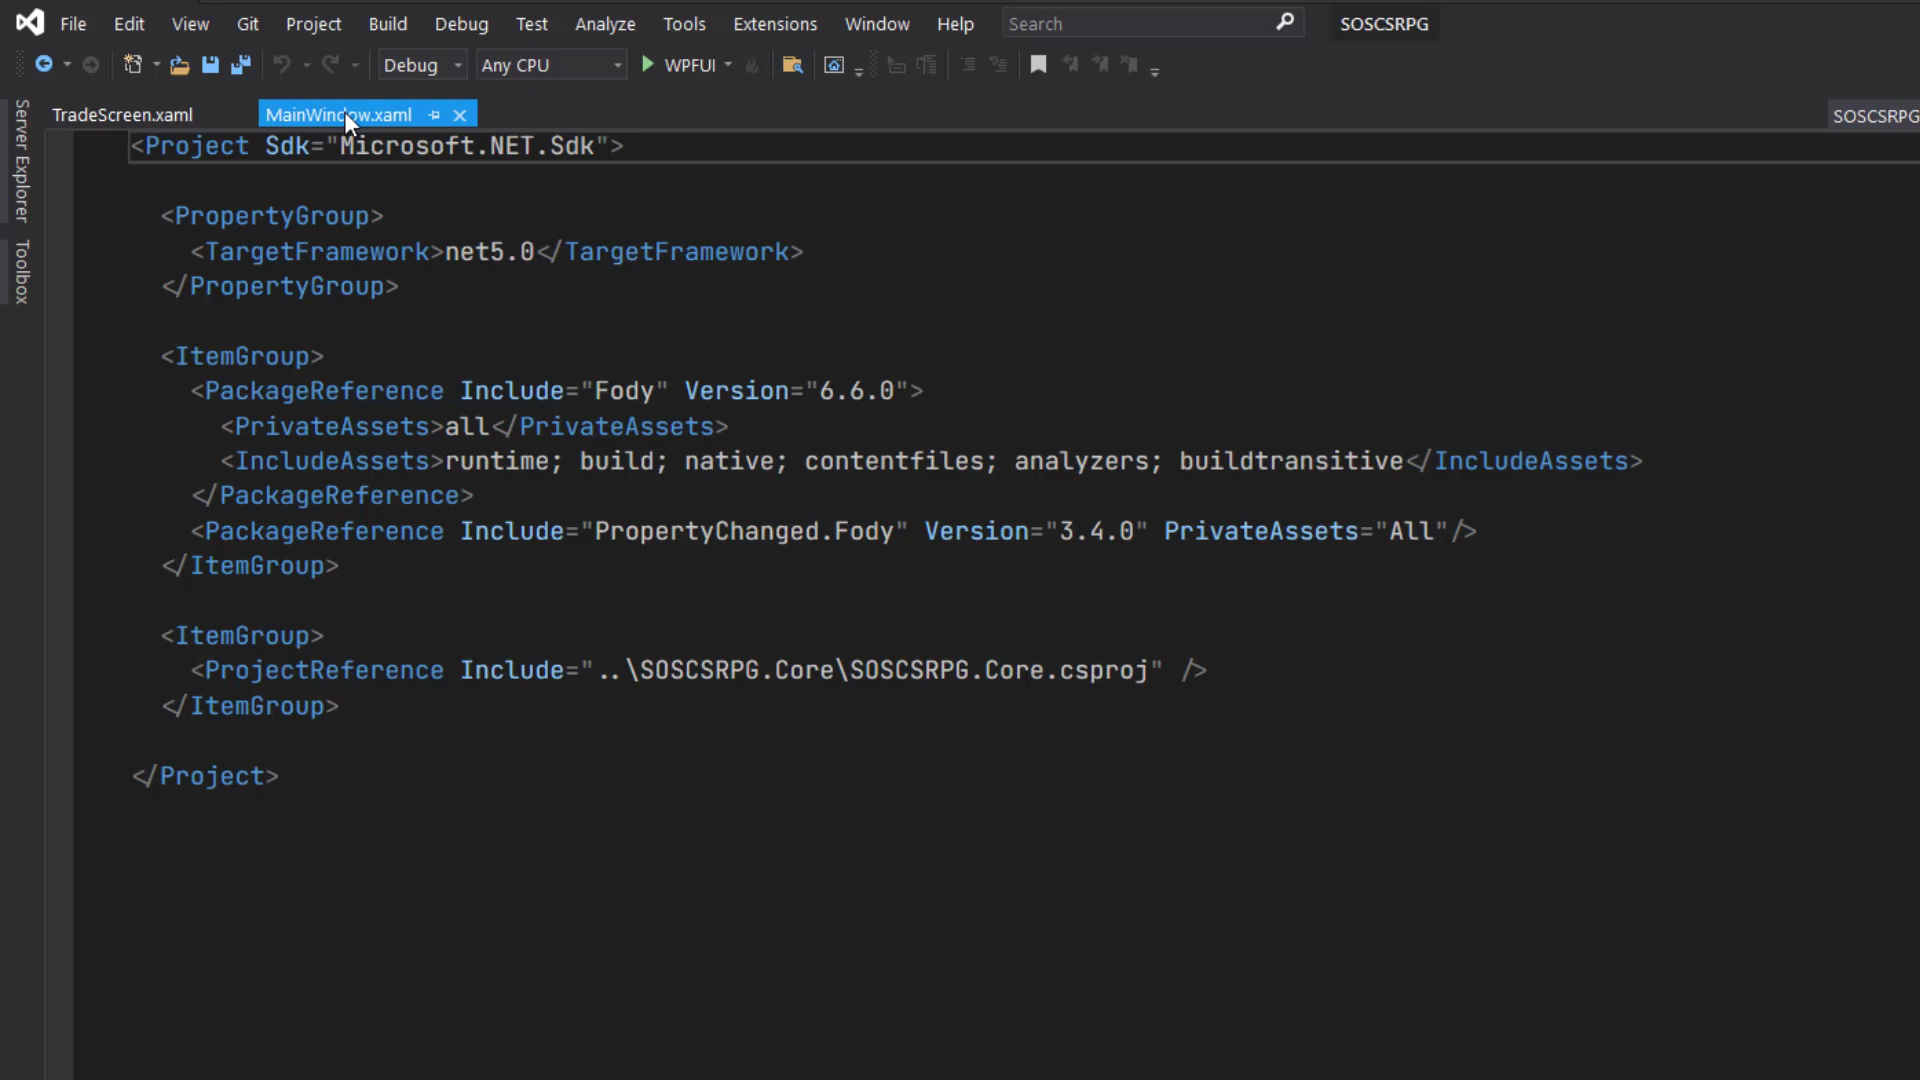 File Edit View Git Project Build Debug Test Analyze Tools Extensions Window Help Search SOSCSRPG
Debug Any CPU WPFUI
Server Explorer
Toolbox
TradeScreen.xaml MainWindow.xaml SOSCSRPG
<Project Sdk="Microsoft.NET.Sdk">
<PropertyGroup>
<TargetFramework>net5.0</TargetFramework>
</PropertyGroup>
<ItemGroup>
<PackageReference Include="Fody" Version="6.6.0">
<PrivateAssets>all</PrivateAssets>
<IncludeAssets>runtime; build; native; contentfiles; analyzers; buildtransitive</IncludeAssets>
</PackageReference>
<PackageReference Include="PropertyChanged.Fody" Version="3.4.0" PrivateAssets="All"/>
</ItemGroup>
<ItemGroup>
<ProjectReference Include="..\SOSCSRPG.Core\SOSCSRPG.Core.csproj" />
</ItemGroup>
</Project>